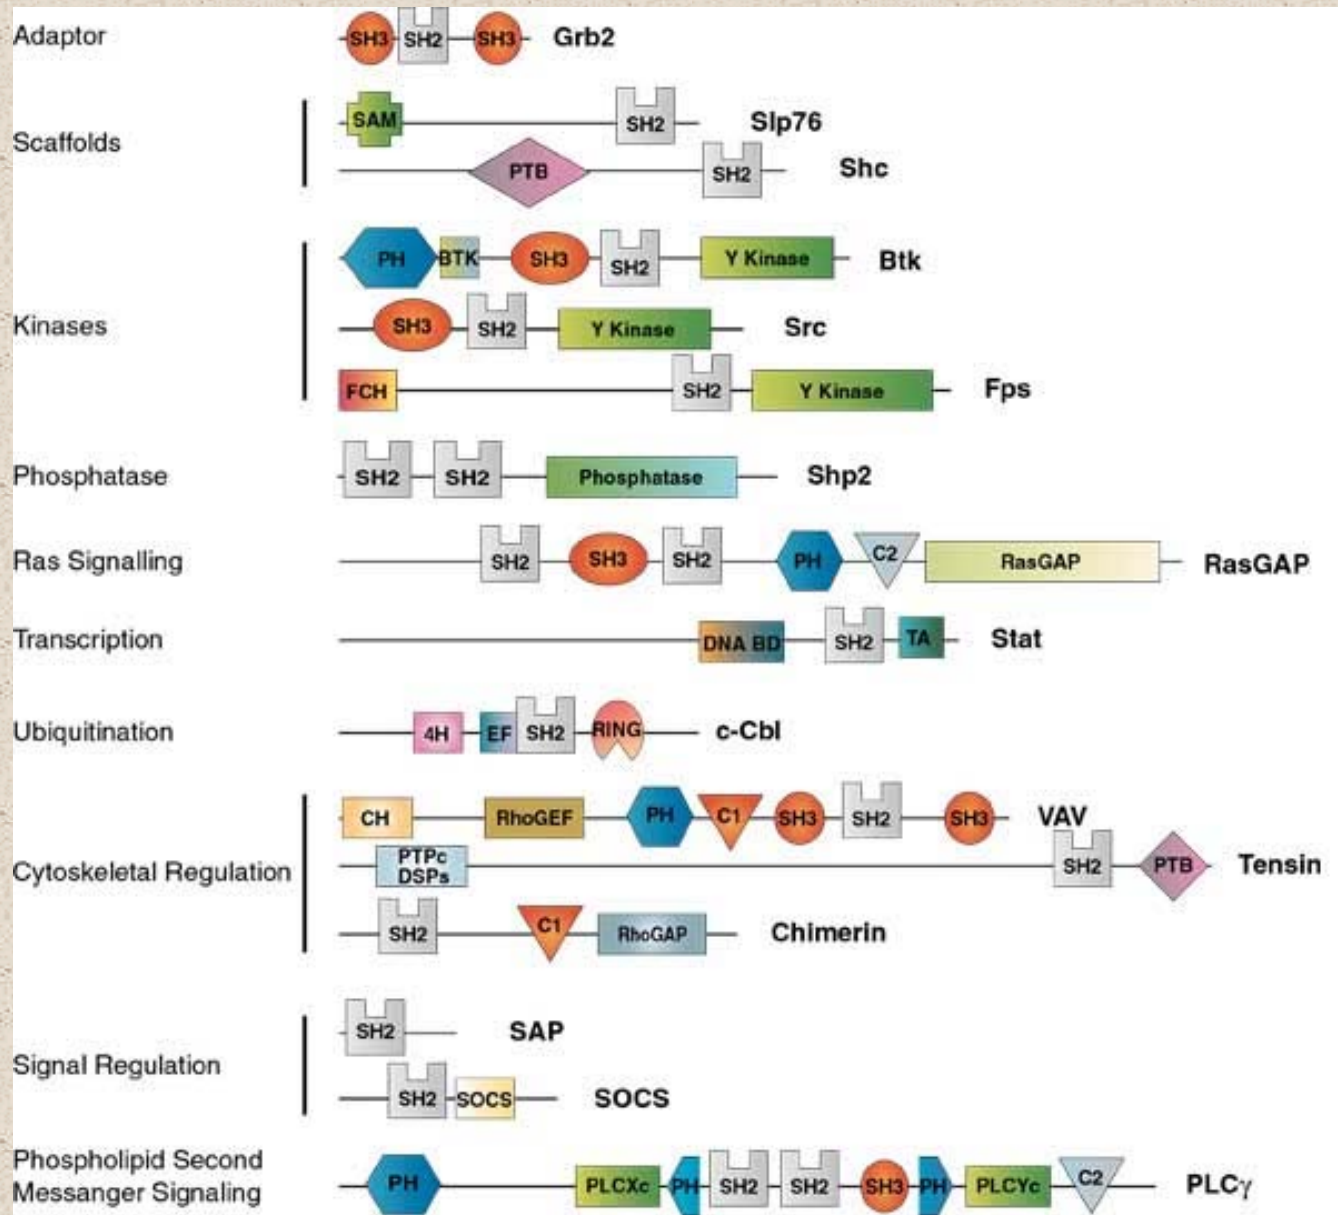 Adaptor SH3 SH2 SH3 Grb2
Scaffolds
SAM SH2 Slp76
PTB SH2 Shc
Kinases
PH BTK SH3 SH2 Y Kinase Btk
SH3 SH2 Y Kinase Src
FCH SH2 Y Kinase Fps
Phosphatase SH2 SH2 Phosphatase Shp2
Ras Signalling SH2 SH3 SH2 PH C2 RasGAP RasGAP
Transcription DNA BD SH2 TA Stat
Ubiquitination 4H EF SH2 RING c-Cbl
Cytoskeletal Regulation
CH RhoGEF PH C1 SH3 SH2 SH3 VAV
PTPc
DSPs SH2 PTB Tensin
SH2 C1 RhoGAP Chimerin
Signal Regulation
SH2 SAP
SH2 SOCS SOCS
Phospholipid Second
Messanger Signaling
PH PLCXc PH SH2 SH2 SH3 PH PLCYc C2 PLCγ